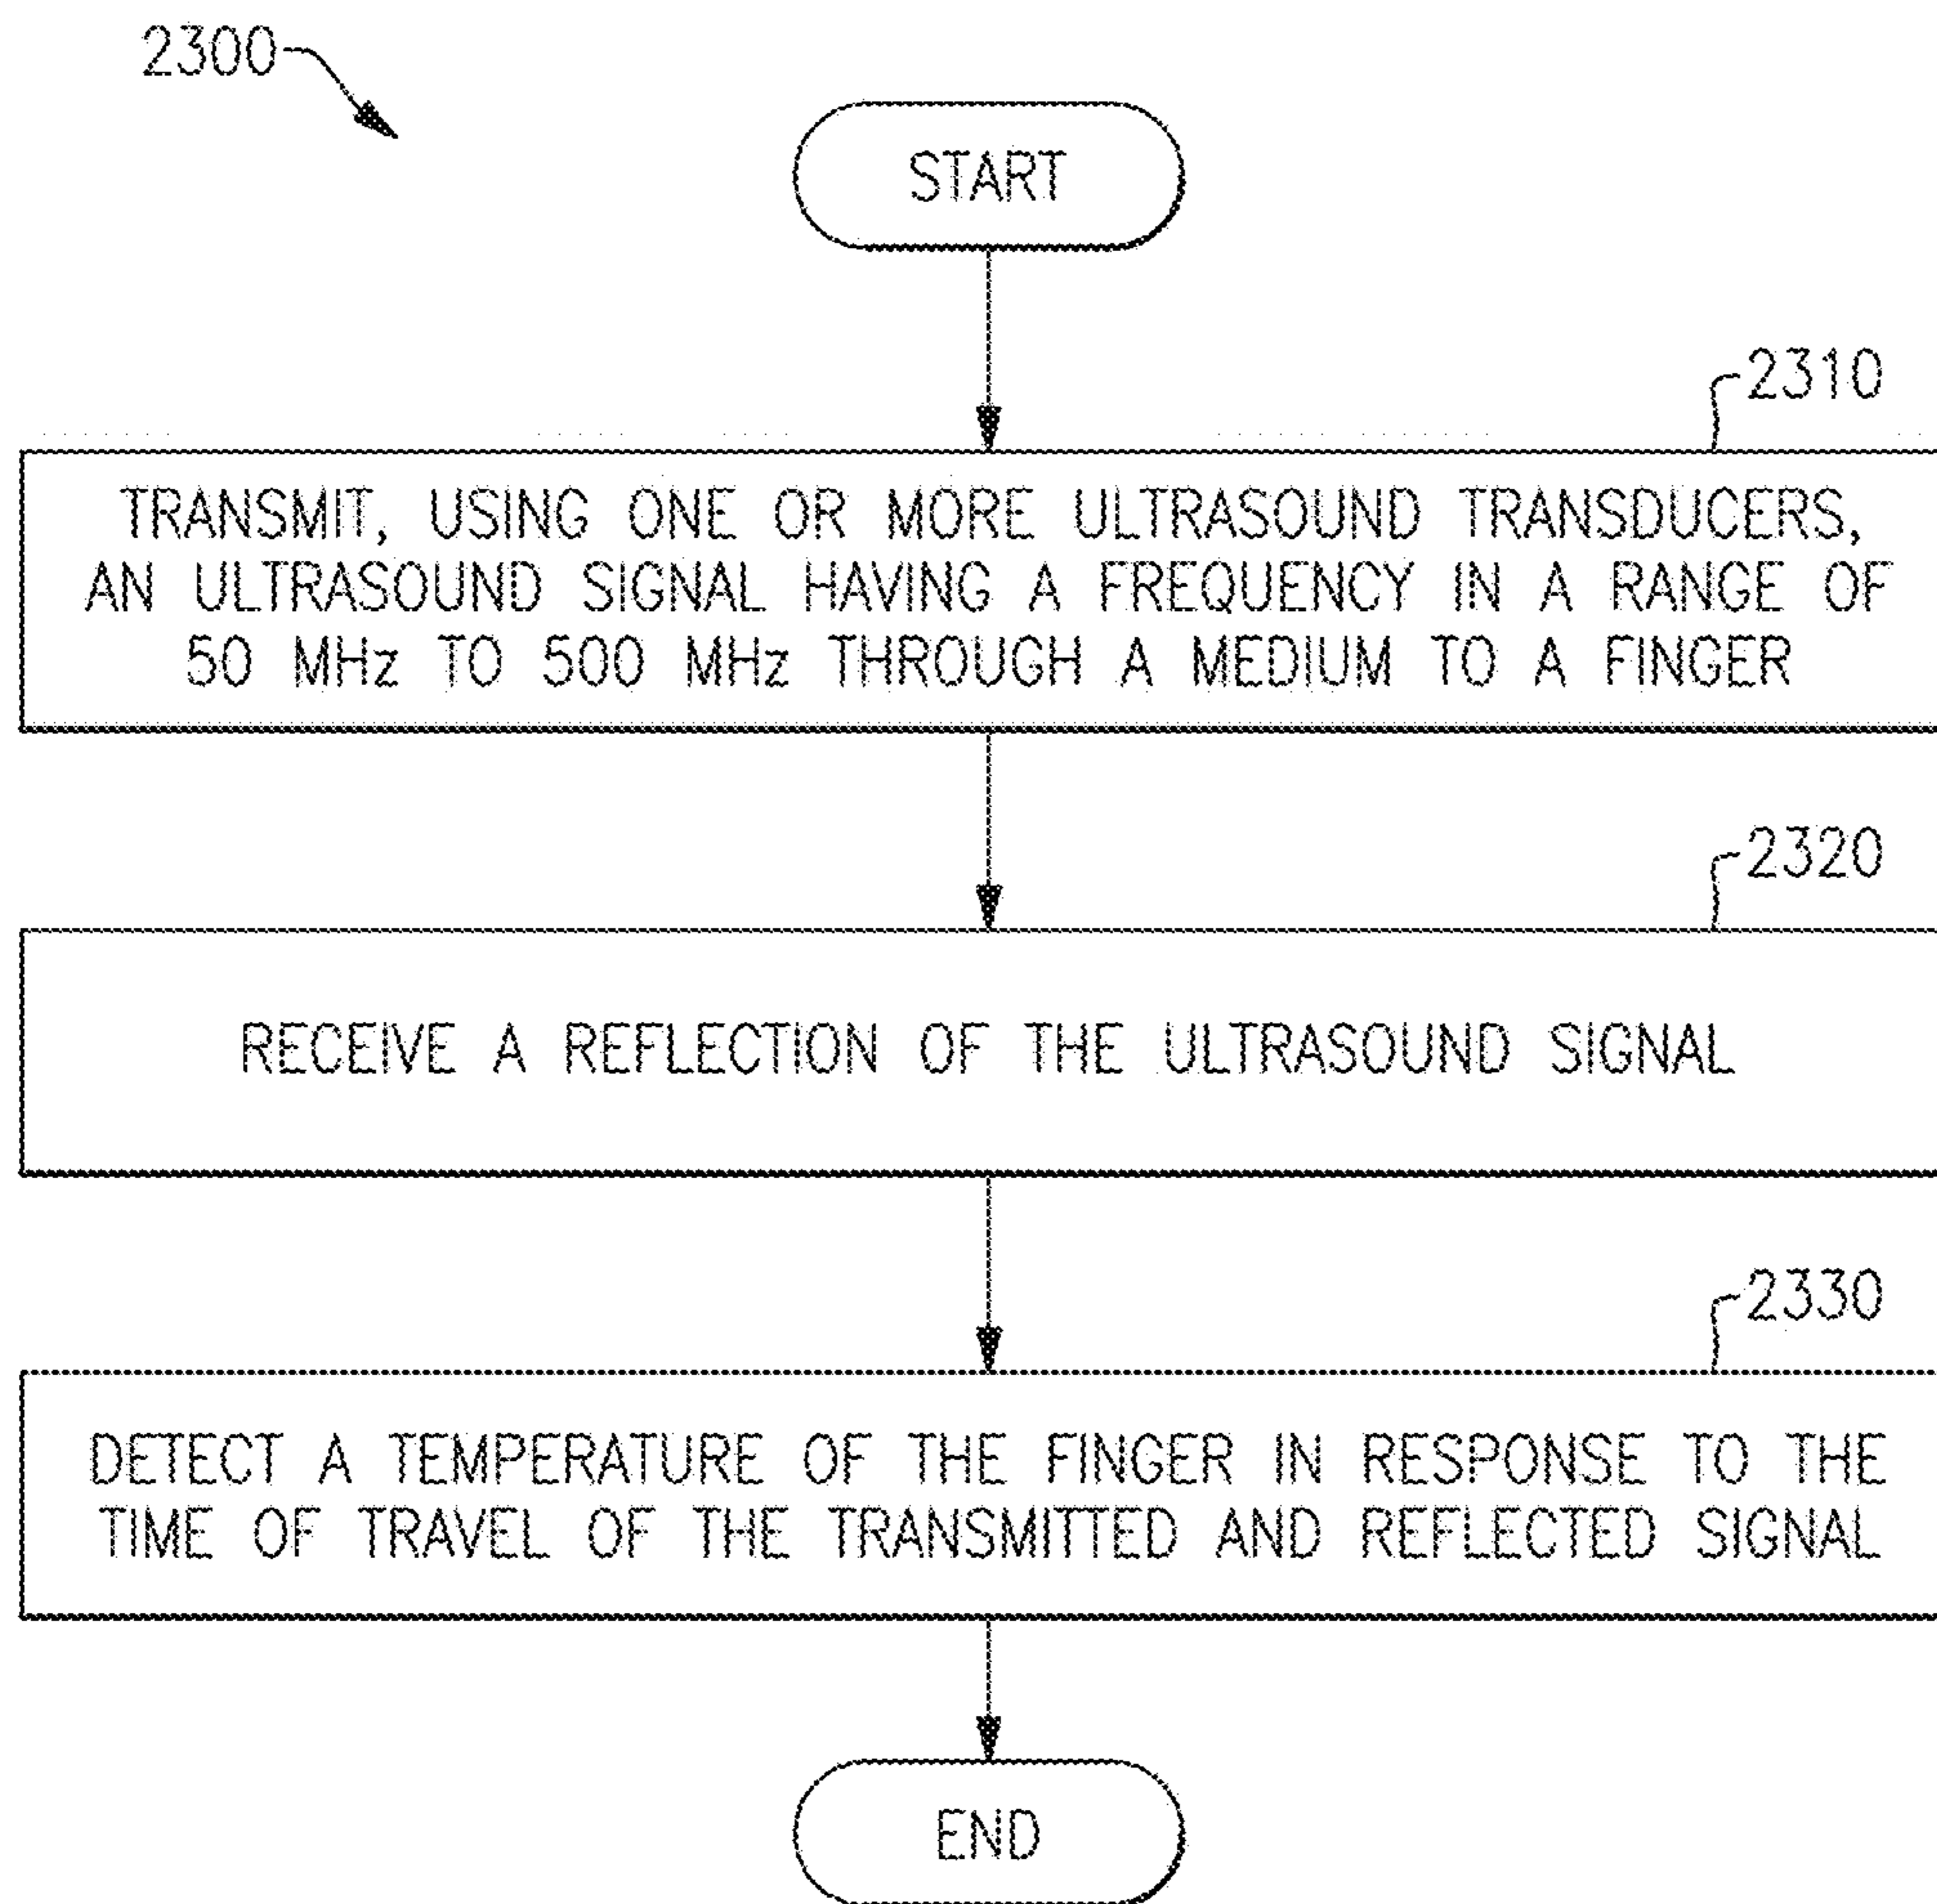 2300
START
2310
TRANSMIT, USING ONE OR MORE ULTRASOUND TRANSDUCERS,
AN ULTRASOUND SIGNAL HAVING A FREQUENCY IN A RANGE OF
50 MHz TO 500 MHz THROUGH A MEDIUM TO A FINGER
2320
RECEIVE A REFLECTION OF THE ULTRASOUND SIGNAL
2330
DETECT A TEMPERATURE OF THE FINGER IN RESPONSE TO THE
TIME OF TRAVEL OF THE TRANSMITTED AND REFLECTED SIGNAL
END